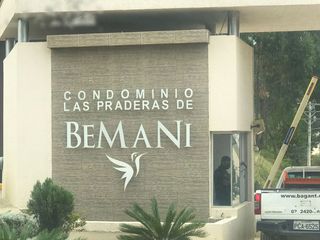 CONDOMINIO
LAS PRADERAS DE
BEMANI
www.bagant.